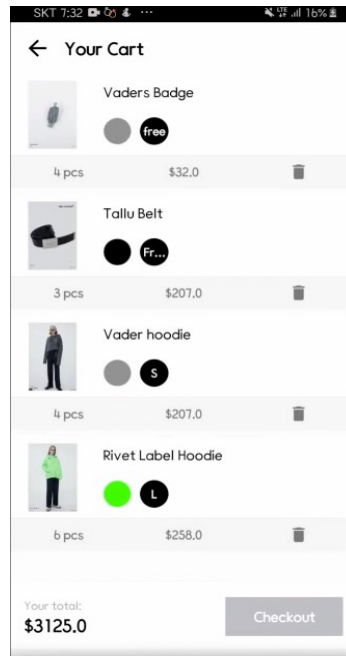 SKT 7:32 ... LTE 16%
Your Cart
Vaders Badge
free
4 pcs $32.0
Tallu Belt
Fr...
3 pcs $207.0
Vader hoodie
S
4 pcs $207.0
Rivet Label Hoodie
L
6 pcs $258.0
Your total:
$3125.0
Checkout